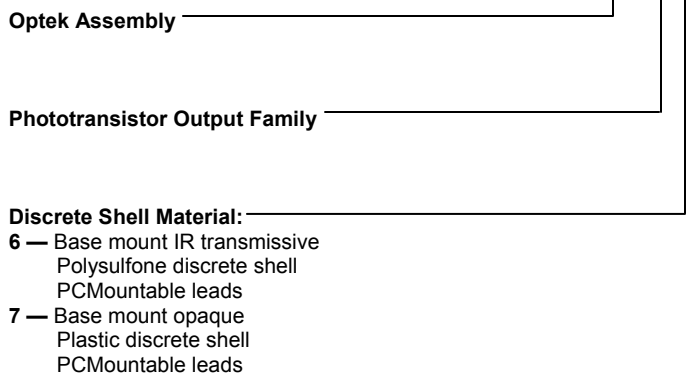 Optek Assembly
Phototransistor Output Family
Discrete Shell Material:
6 — Base mount IR transmissive
Polysulfone discrete shell
PCMountable leads
7 — Base mount opaque
Plastic discrete shell
PCMountable leads